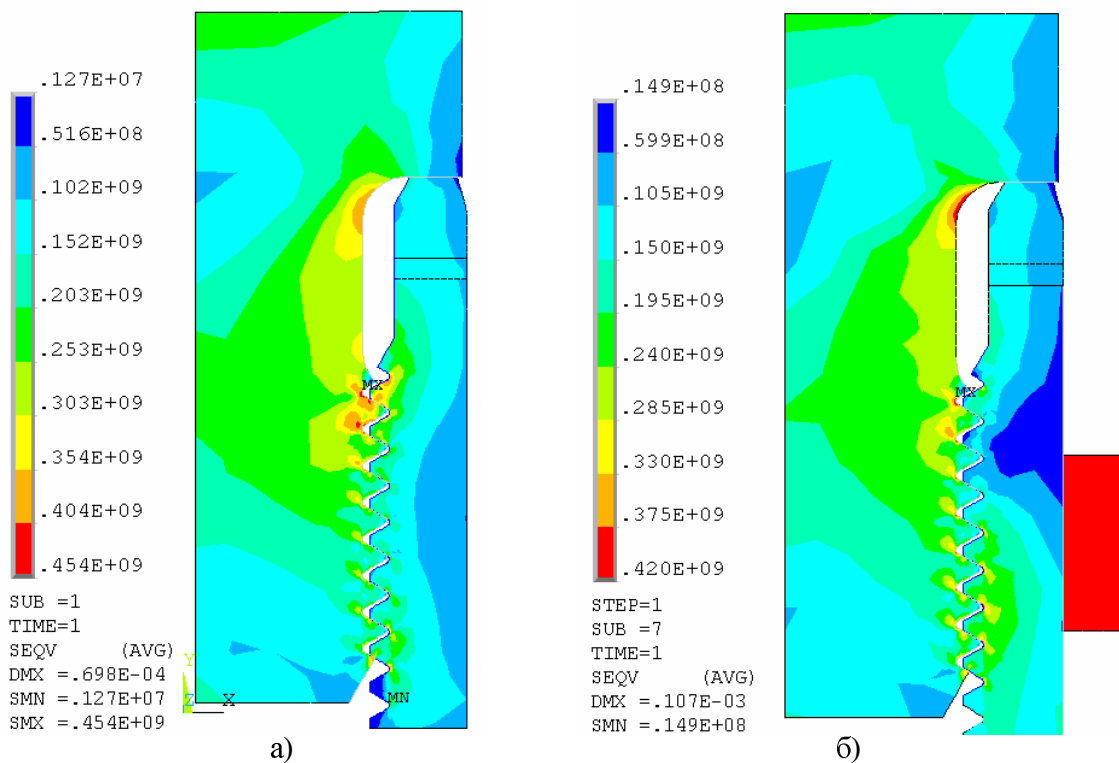 .127E+07
.516E+08
.102E+09
.152E+09
.203E+09
.253E+09
.303E+09
.354E+09
.404E+09
.454E+09
SUB =1
TIME=1
SEQV (AVG)
DMX =.698E-04
SMN =.127E+07
SMX =.454E+09
MX
Y
Z X
MN
а)
.149E+08
.599E+08
.105E+09
.150E+09
.195E+09
.240E+09
.285E+09
.330E+09
.375E+09
.420E+09
STEP=1
SUB =7
TIME=1
SEQV (AVG)
DMX =.107E-03
SMN =.149E+08
MX
б)